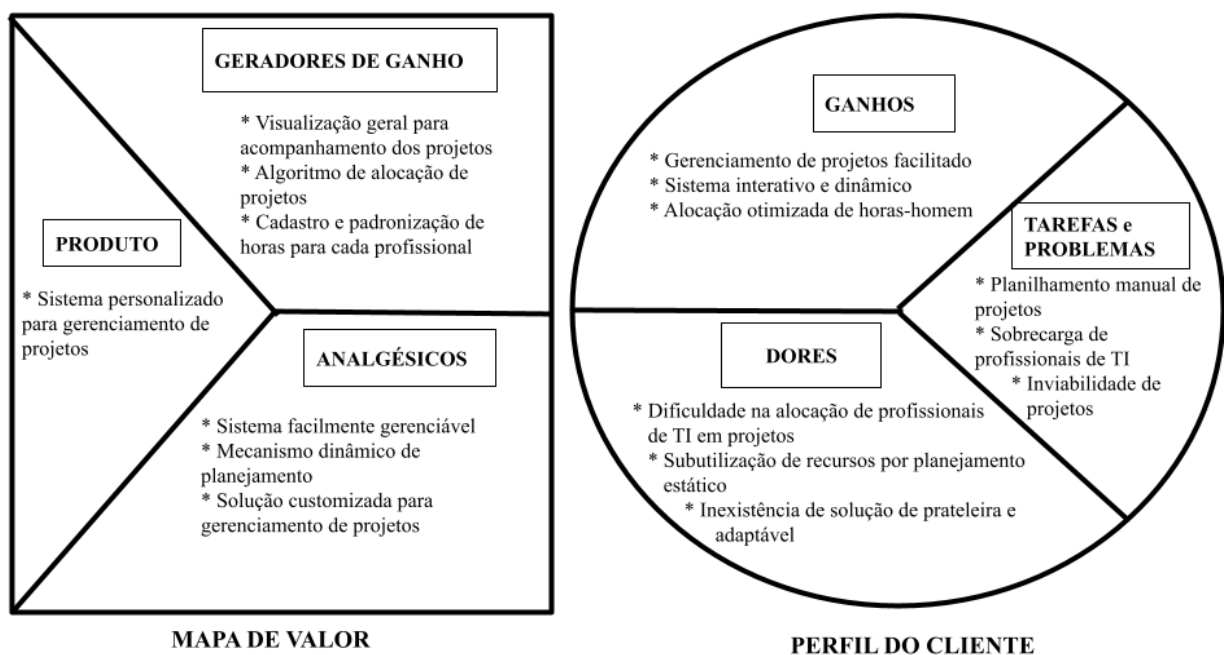 GERADORES DE GANHO
* Visualização geral para
acompanhamento dos projetos
* Algoritmo de alocação de
projetos
* Cadastro e padronização de
horas para cada profissional
PRODUTO
* Sistema personalizado
para gerenciamento de
projetos
ANALGÉSICOS
* Sistema facilmente gerenciável
* Mecanismo dinâmico de
planejamento
* Solução customizada para
gerenciamento de projetos
MAPA DE VALOR
GANHOS
* Gerenciamento de projetos facilitado
* Sistema interativo e dinâmico
* Alocação otimizada de horas-homem
TAREFAS e
PROBLEMAS
* Planilhamento manual de
projetos
* Sobrecarga de
profissionais de TI
* Inviabilidade de
projetos
DORES
* Dificuldade na alocação de profissionais
de TI em projetos
* Subutilização de recursos por planejamento
estático
* Inexistência de solução de prateleira e
adaptável
PERFIL DO CLIENTE